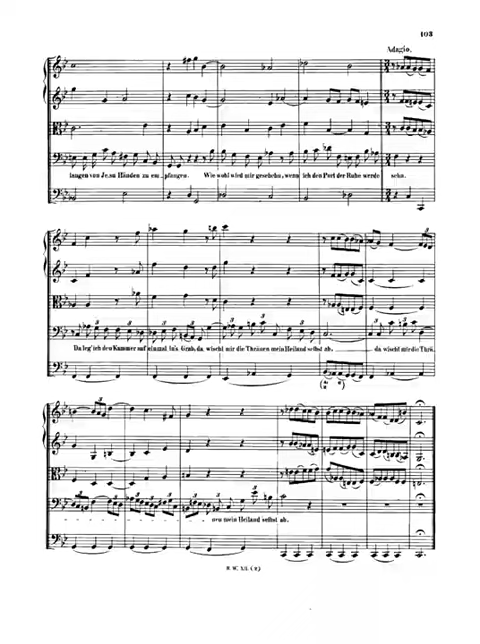 103
Adagio.
langen von Jesu Händen zu em_pfangen. Wie wohl wird mir geschehn, wenn ich den Port der Ruhe werde sehn.
Da leg' ich den Kummer auf einmal in's Grab, da wischt mir die Thränen mein Heiland selbst ab, da wischt mir die Thrä_
nen mein Heiland selbst ab.
B. W. XII. (2)